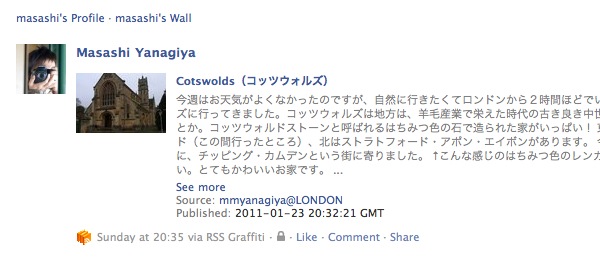 masashi's Profile · masashi's Wall
Masashi Yanagiya
Cotswolds（コッツウォルズ）
今週はお天気がよくなかったのですが、自然に行きたくてロンドンから２時間ほどでい
ズに行ってきました。コッツウォルズ地方は、羊毛産業で栄えた時代の古き良き中世
とか。コッツウォルドストーンと呼ばれるはちみつ色の石で造られた家がいっぱい！
ド（この間行ったところ）、北はストラトフォード・アポン・エイボンがあります。
に、チッピング・カムデンという街に寄りました。↑こんな感じのはちみつ色のレンガ
い。とてもかわいいお家です。 ...
See more
Source: mmyanagiya@LONDON
Published: 2011-01-23 20:32:21 GMT
Sunday at 20:35 via RSS Graffiti · · Like · Comment · Share